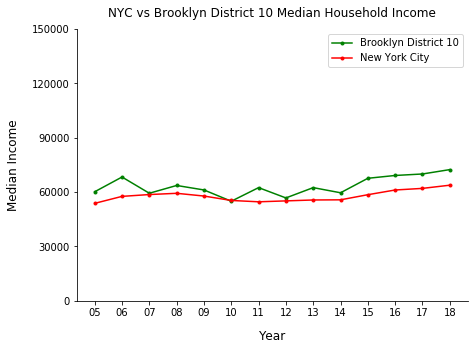 NYC vs Brooklyn District 10 Median Household Income
Brooklyn District 10
New York City
Median Income
150000
120000
90000
60000
30000
0
05 06 07 08 09 10 11 12 13 14 15 16 17 18
Year